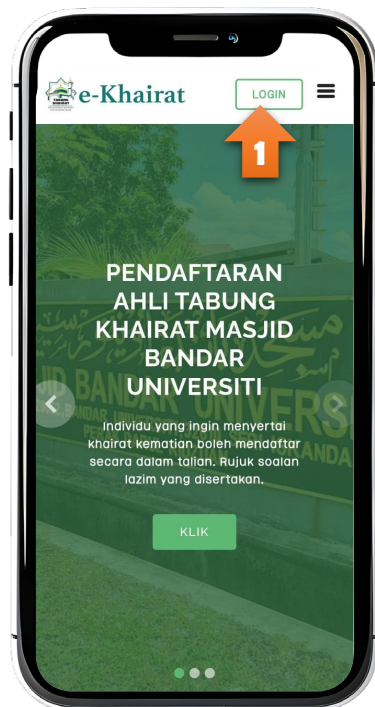 e-Khairat
LOGIN
1
PENDAFTARAN
AHLI TABUNG
KHAIRAT MASJID
BANDAR
UNIVERSITI
Individu yang ingin menyertai
khairat kematian boleh mendaftar
secara dalam talian. Rujuk soalan
lazim yang disertakan.
KLIK